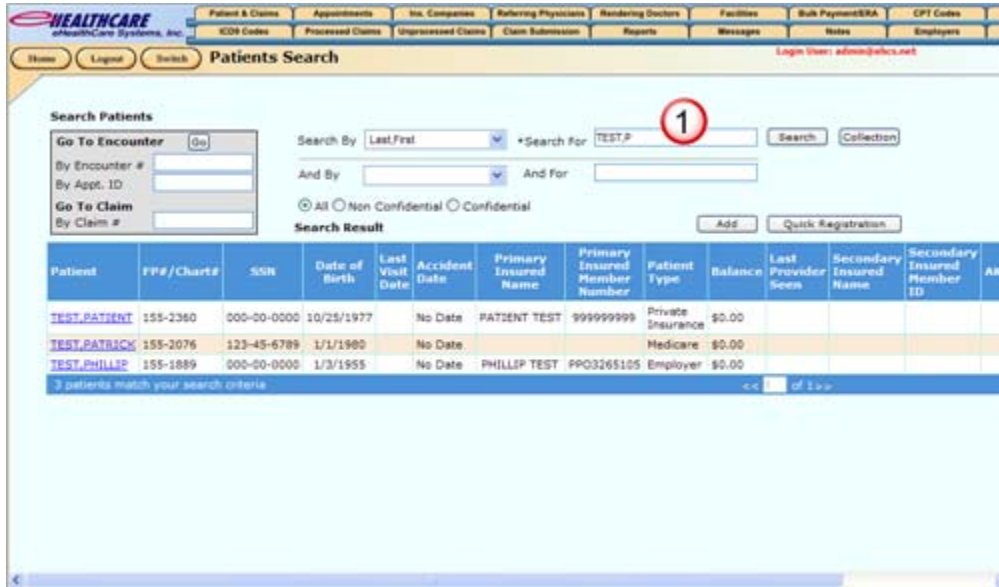 Patient & Claims Appointments Ins. Companies Referring Physicians Rendering Doctors Facilities Bulk Payment/ERA CPT Codes
HEALTHCARE
eHealthCare Systems, Inc.
ICD9 Codes Processed Claims Unprocessed Claims Claim Submission Reports Messages Notes Employers
Home Logout Switch Patients Search
Login User: admin@ehcs.net
Search Patients
Go To Encounter Go
By Encounter #
By Appt. ID
Go To Claim
By Claim #
Search By Last,First *Search For TEST,P 1 Search Collection
And By And For
All Non Confidential Confidential
Search Result Add Quick Registration
Patient FP#/Chart# SSN Date of Birth Last Visit Date Accident Date Primary Insured Name Primary Insured Member Number Patient Type Balance Last Provider Seen Secondary Insured Name Secondary Insured Member ID
TEST,PATIENT 155-2360 000-00-0000 10/25/1977 No Date PATIENT TEST 999999999 Private Insurance $0.00
TEST,PATRICK 155-2076 123-45-6789 1/1/1980 No Date Medicare $0.00
TEST,PHILLIP 155-1889 000-00-0000 1/3/1955 No Date PHILLIP TEST PPO3265105 Employer $0.00
3 patients match your search criteria << 1 of 1>>